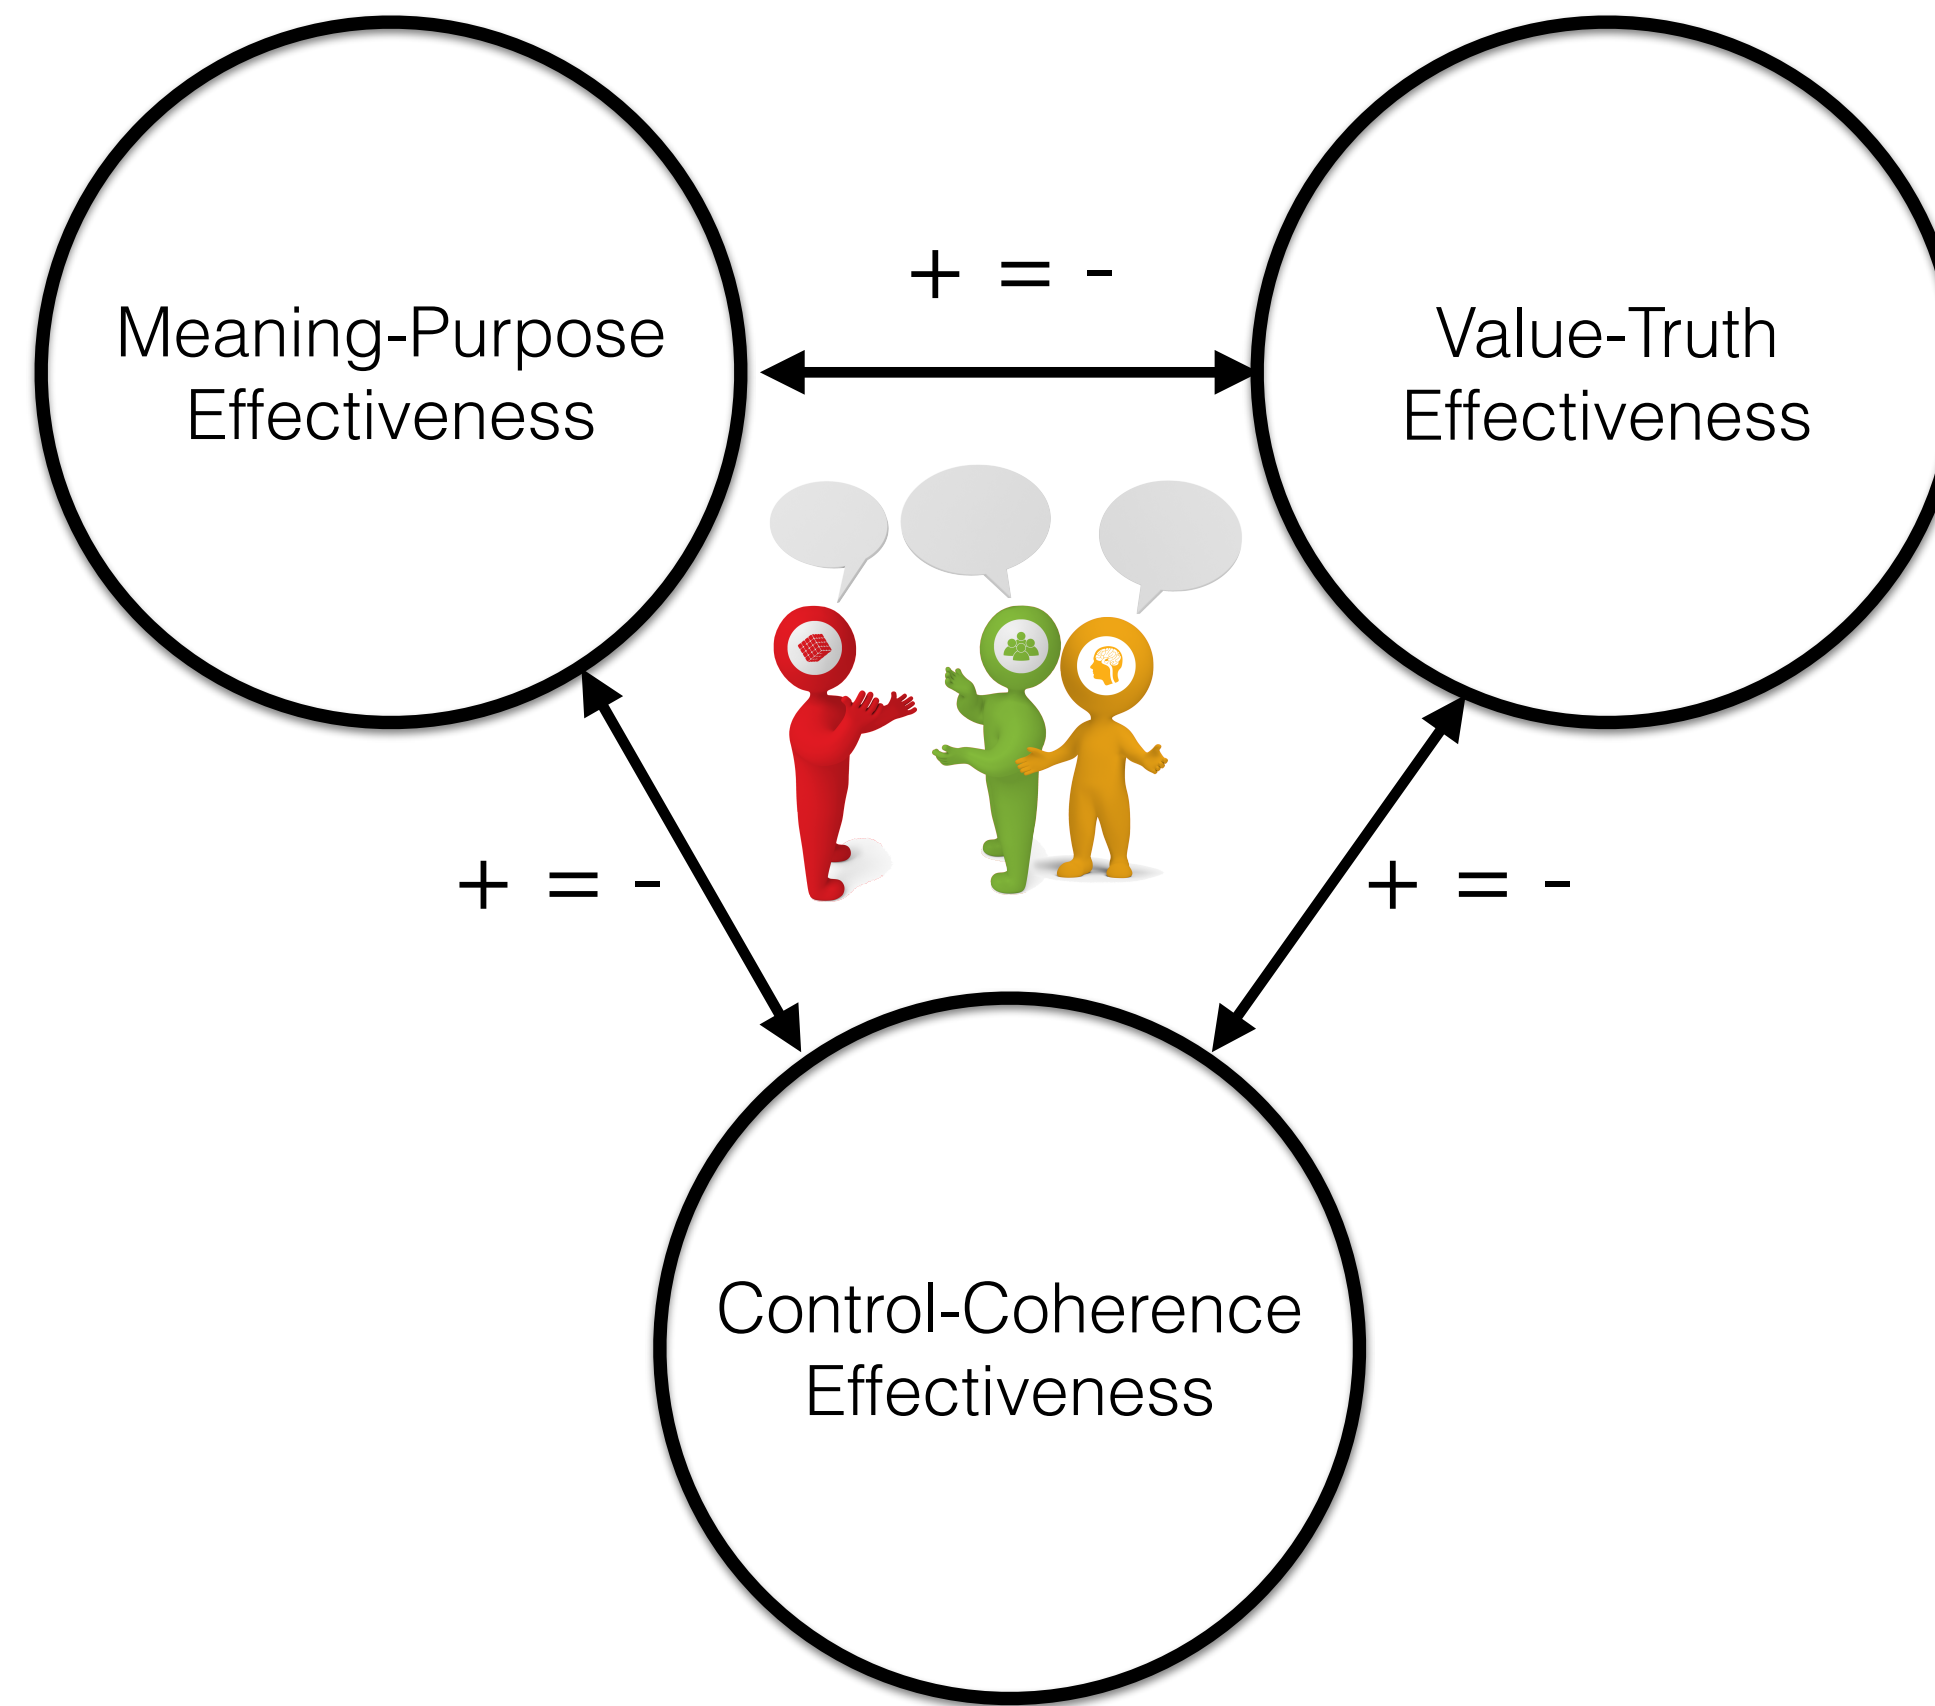 + = -
Meaning-Purpose
Effectiveness
Value-Truth
Effectiveness
+ = -
+ = -
Control-Coherence
Effectiveness